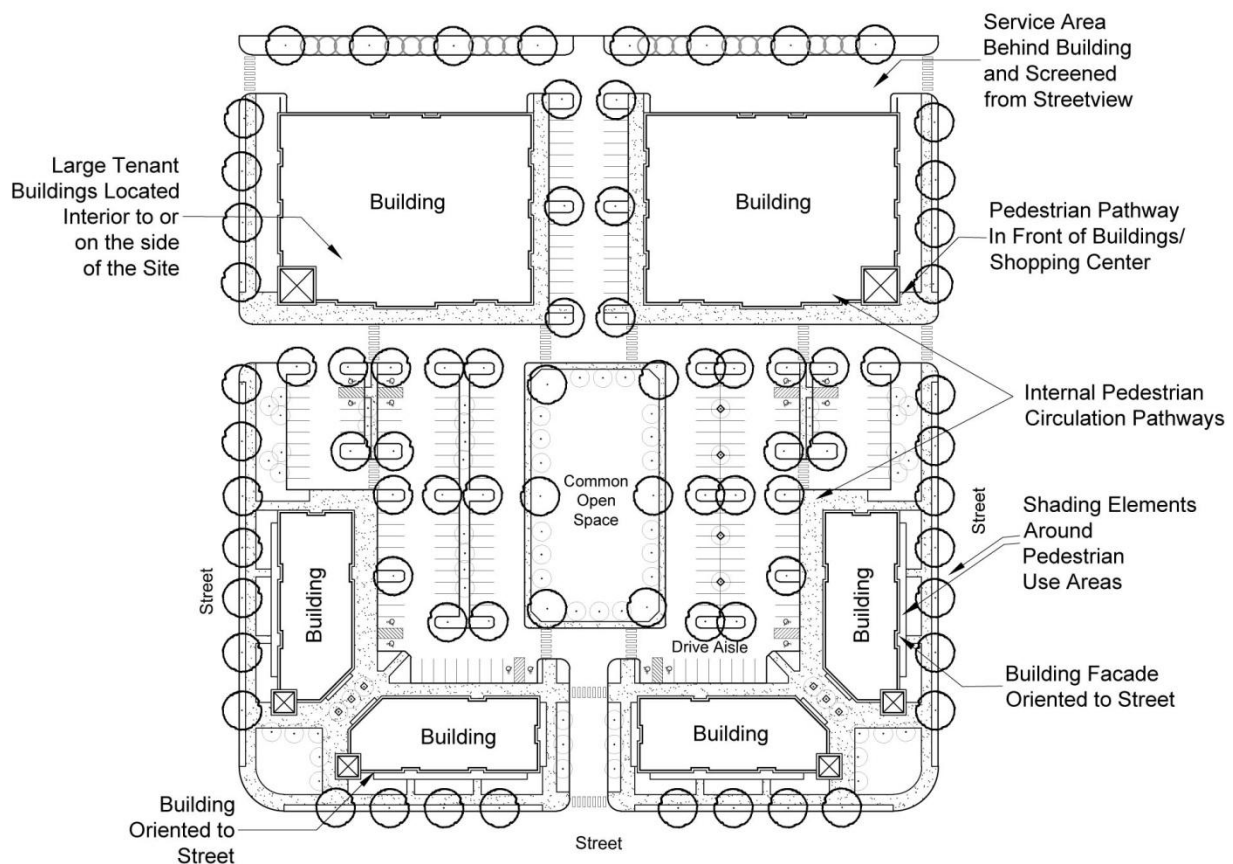 Service Area
Behind Building
and Screened
from Streetview
Large Tenant
Buildings Located
Interior to or
on the side
of the Site
Building
Building
Pedestrian Pathway
In Front of Buildings/
Shopping Center
Internal Pedestrian
Circulation Pathways
Common
Open
Space
Street
Shading Elements
Around
Pedestrian
Use Areas
Street
Building
Building
Drive Aisle
Building Facade
Oriented to Street
Building
Building
Building
Oriented to
Street
Street